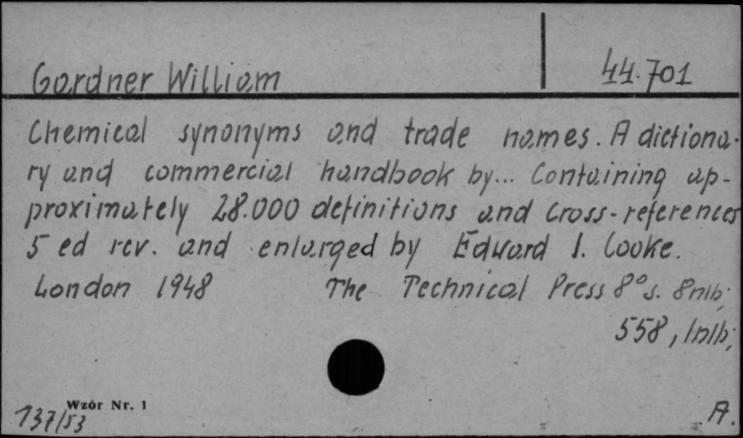 Gardner William
44.701
Chemical synonyms and trade names. A dictiona-
ry and commercial handbook by... Containing ap-
proximately 28.000 definitions and cross-references
5 ed rev. and enlarged by Edward I. Cooke.
London 1948 The Technical Press 8°s. 8nlb;
558, 1nlb;
Wzór Nr. 1
137/53
A.